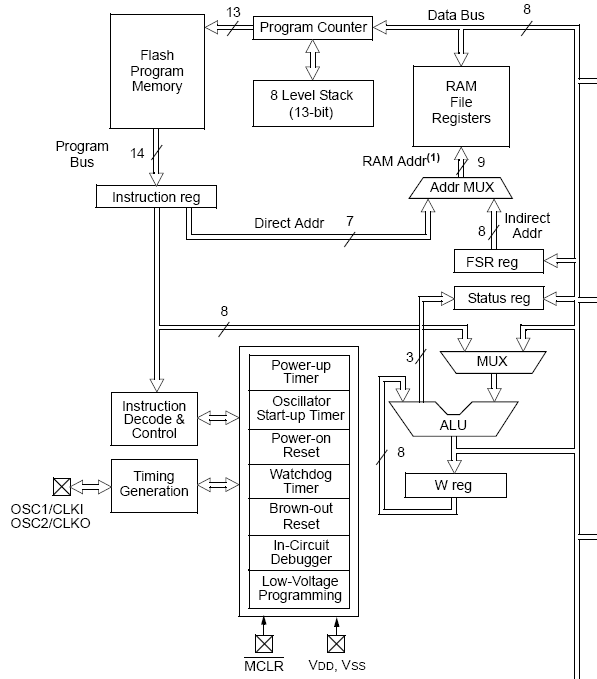 Data Bus
8
13
Program Counter
Flash
Program
Memory
8 Level Stack
(13-bit)
RAM
File
Registers
Program
Bus
14
RAM Addr(1)
9
Addr MUX
Instruction reg
Direct Addr
7
8
Indirect
Addr
FSR reg
Status reg
8
3
MUX
Power-up
Timer
Oscillator
Start-up Timer
Power-on
Reset
Watchdog
Timer
Brown-out
Reset
In-Circuit
Debugger
Low-Voltage
Programming
Instruction
Decode &
Control
Timing
Generation
OSC1/CLKI
OSC2/CLKO
ALU
8
W reg
MCLR
VDD, VSS